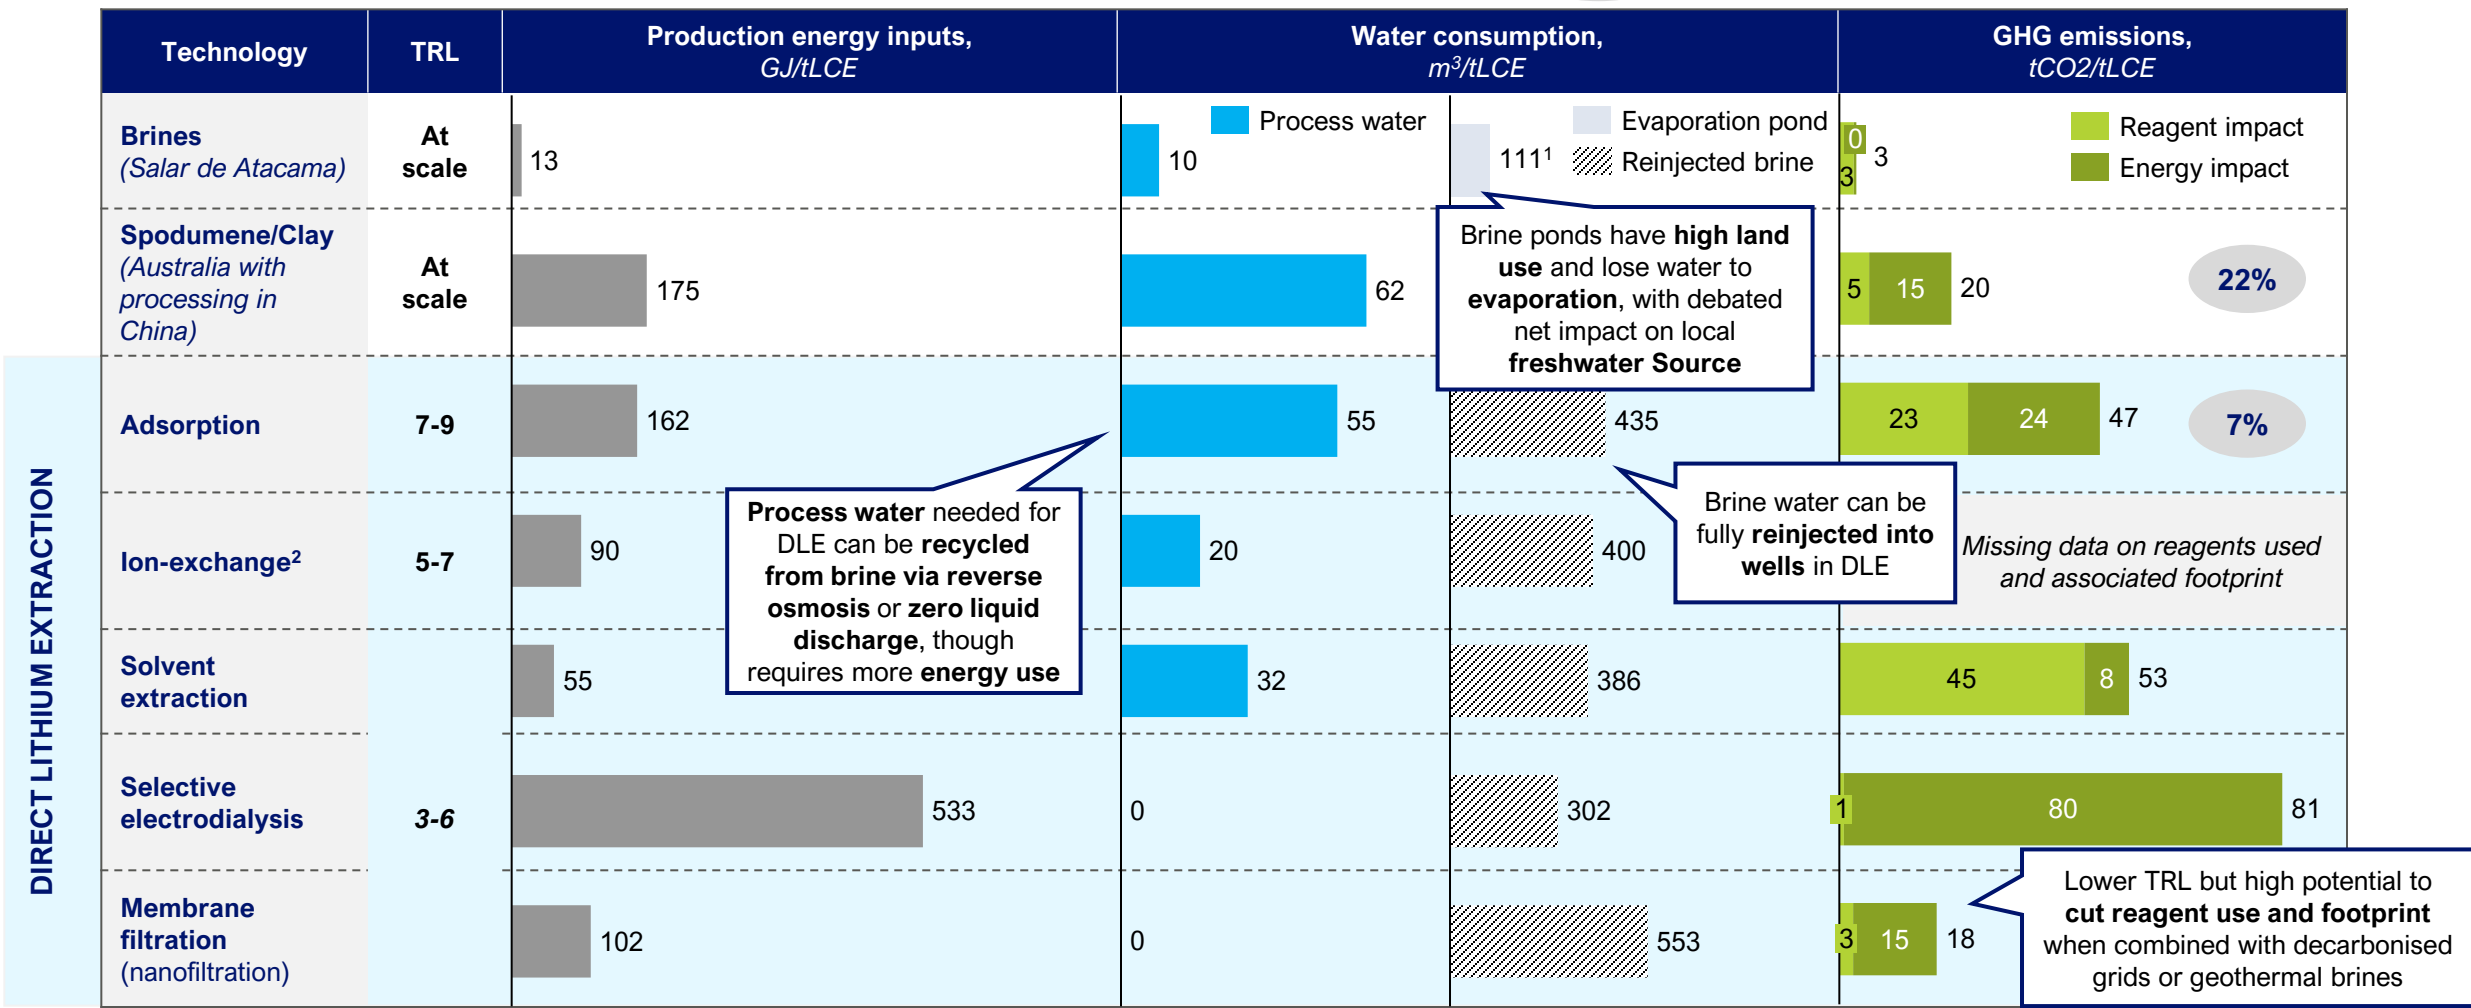 Technology
TRL
Production energy inputs,
GJ/tLCE
Water consumption,
m³/tLCE
GHG emissions,
tCO2/tLCE
Process water
Evaporation pond
Reinjected brine
Reagent impact
Energy impact
Brines
(Salar de Atacama)
At
scale
13
10
111¹
0
3
3
Spodumene/Clay
(Australia with
processing in
China)
At
scale
175
62
5
15
20
22%
Brine ponds have high land
use and lose water to
evaporation, with debated
net impact on local
freshwater Source
DIRECT LITHIUM EXTRACTION
Adsorption
7-9
162
55
435
23
24
47
7%
Process water needed for
DLE can be recycled
from brine via reverse
osmosis or zero liquid
discharge, though
requires more energy use
Brine water can be
fully reinjected into
wells in DLE
Ion-exchange²
5-7
90
20
400
Missing data on reagents used
and associated footprint
Solvent
extraction
55
32
386
45
8
53
Selective
electrodialysis
3-6
533
0
302
1
80
81
Membrane
filtration
(nanofiltration)
102
0
553
3
15
18
Lower TRL but high potential to
cut reagent use and footprint
when combined with decarbonised
grids or geothermal brines